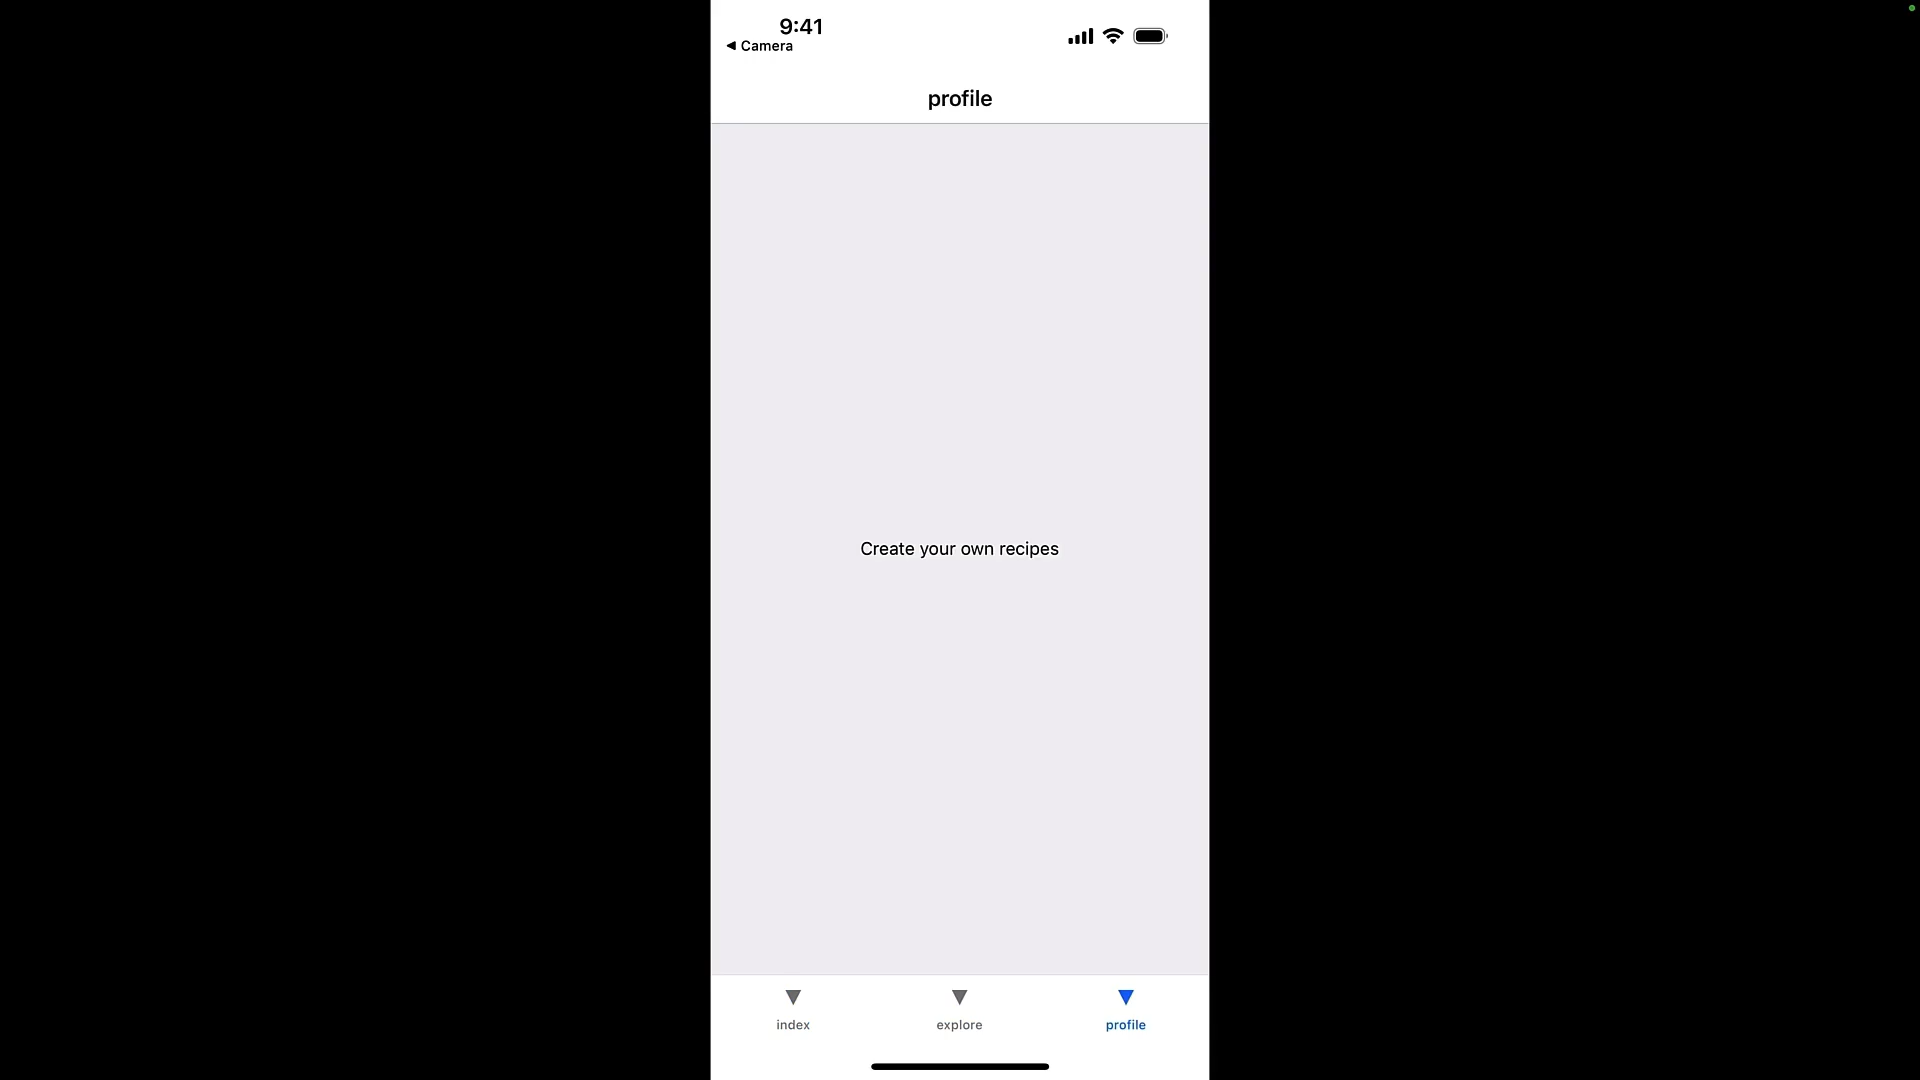 9:41
◀ Camera
profile
Create your own recipes
index
explore
profile